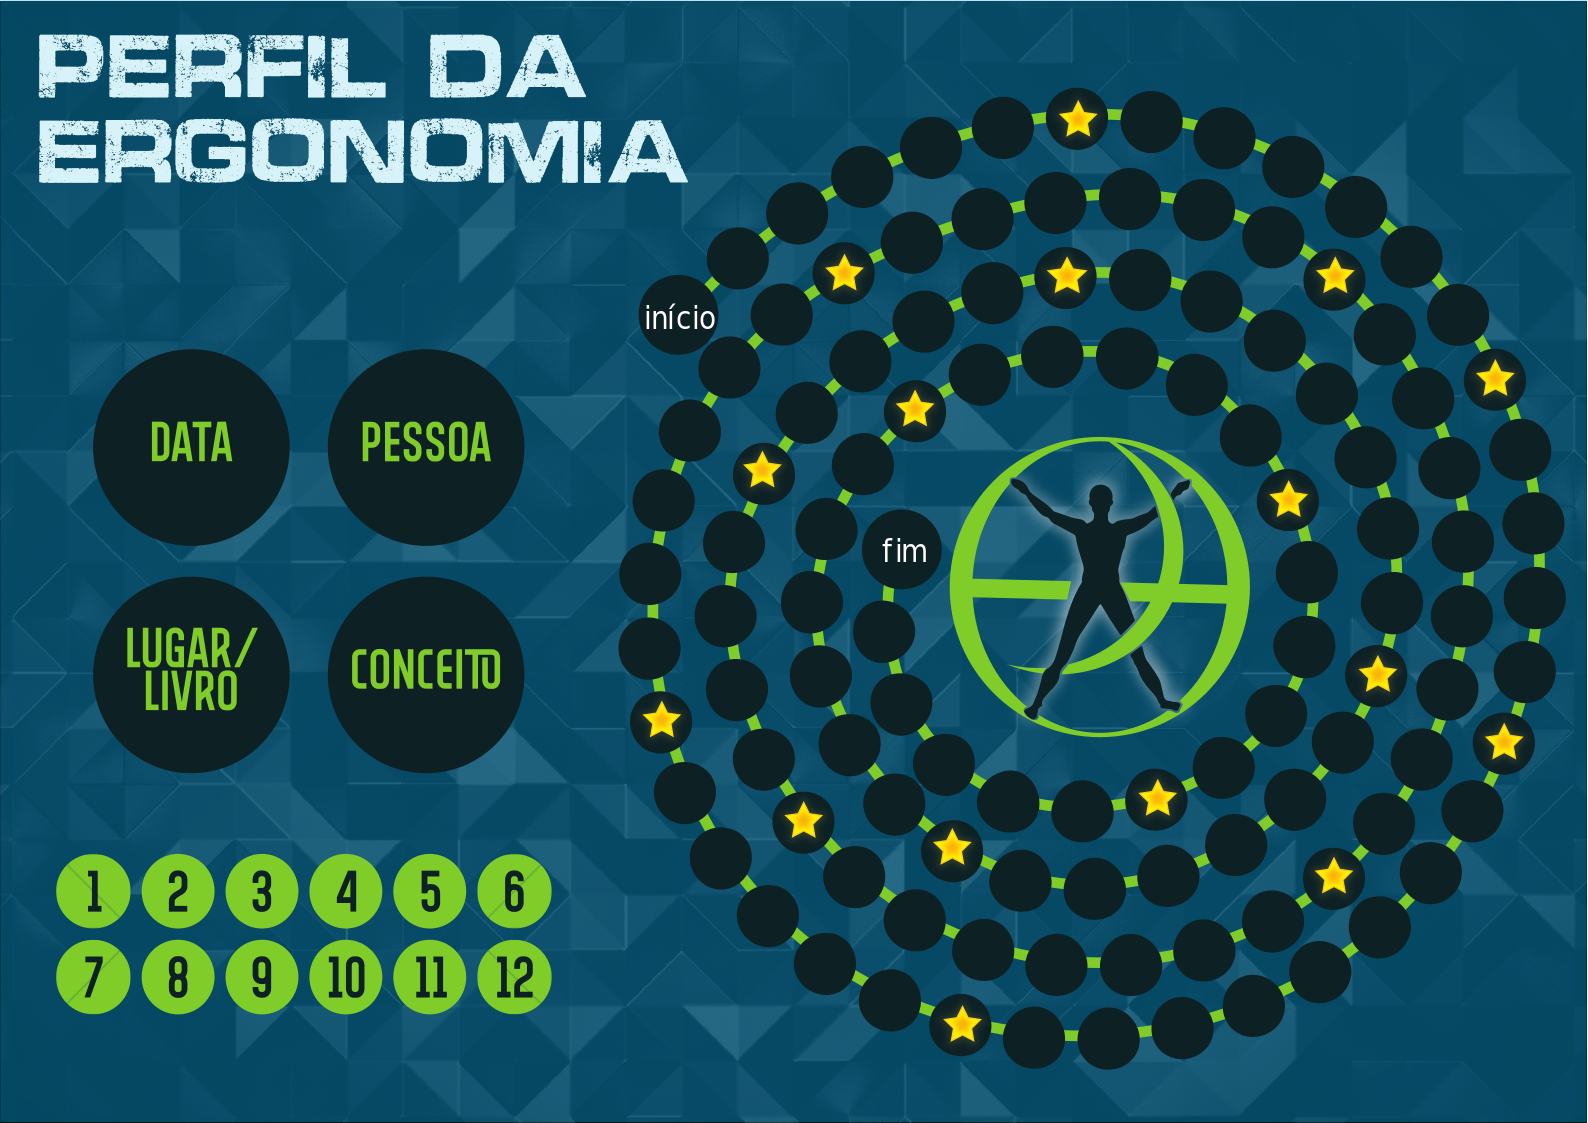 PERFIL DA
ERGONOMIA
início
DATA
PESSOA
fim
LUGAR/
LIVRO
CONCEITO
1 2 3 4 5 6
7 8 9 10 11 12